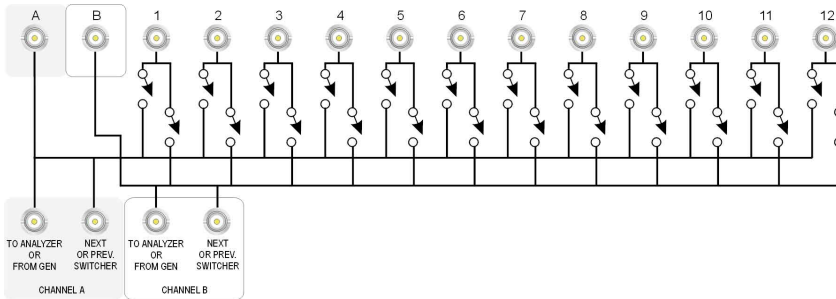 A B 1 2 3 4 5 6 7 8 9 10 11 12
TO ANALYZER
OR
FROM GEN
NEXT
OR PREV.
SWITCHER
CHANNEL A
TO ANALYZER
OR
FROM GEN
NEXT
OR PREV.
SWITCHER
CHANNEL B